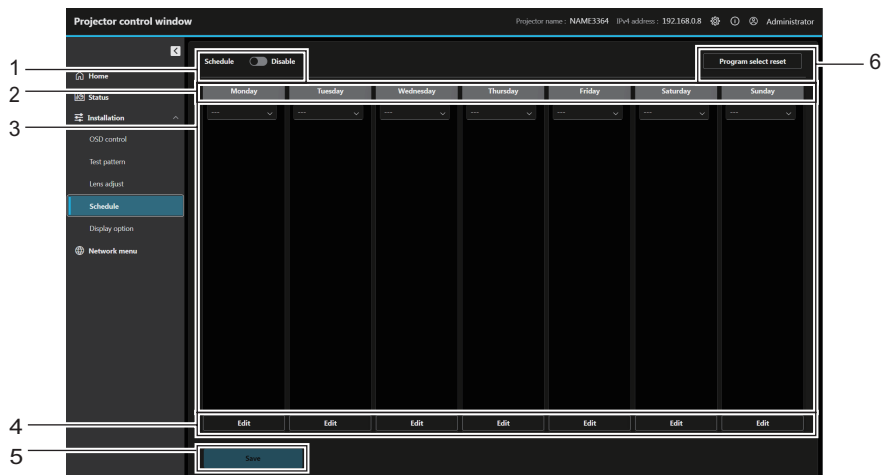 Projector control window
Projector name : NAME3364 IPv4 address : 192.168.0.8 Administrator
1
Schedule Disable
Program select reset
6
Home
2
Status
Monday Tuesday Wednesday Thursday Friday Saturday Sunday
3
Installation
--- --- --- --- --- --- ---
OSD control
Test pattern
Lens adjust
Schedule
Display option
Network menu
4
Edit Edit Edit Edit Edit Edit Edit
5
Save